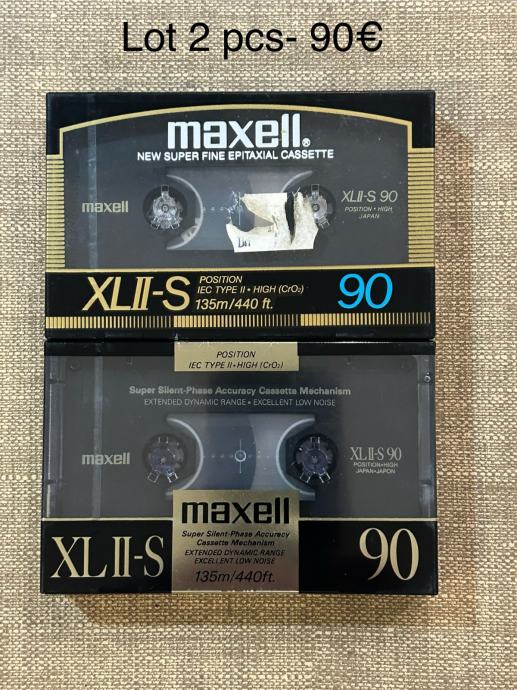 Lot 2 pcs- 90€
maxell®
NEW SUPER FINE EPITAXIAL CASSETTE
maxell
XLII-S 90
POSITION • HIGH
JAPAN
XLII-S
POSITION
IEC TYPE II • HIGH (CrO₂)
135m/440 ft.
90
POSITION
IEC TYPE II • HIGH (CrO₂)
Super Silent-Phase Accuracy Cassette Mechanism
EXTENDED DYNAMIC RANGE • EXCELLENT LOW NOISE
maxell
XLII-S 90
POSITION•HIGH
JAPAN•JAPON
maxell
Super Silent-Phase Accuracy
Cassette Mechanism
EXTENDED DYNAMIC RANGE
EXCELLENT LOW NOISE
135m/440ft.
XLII-S
90